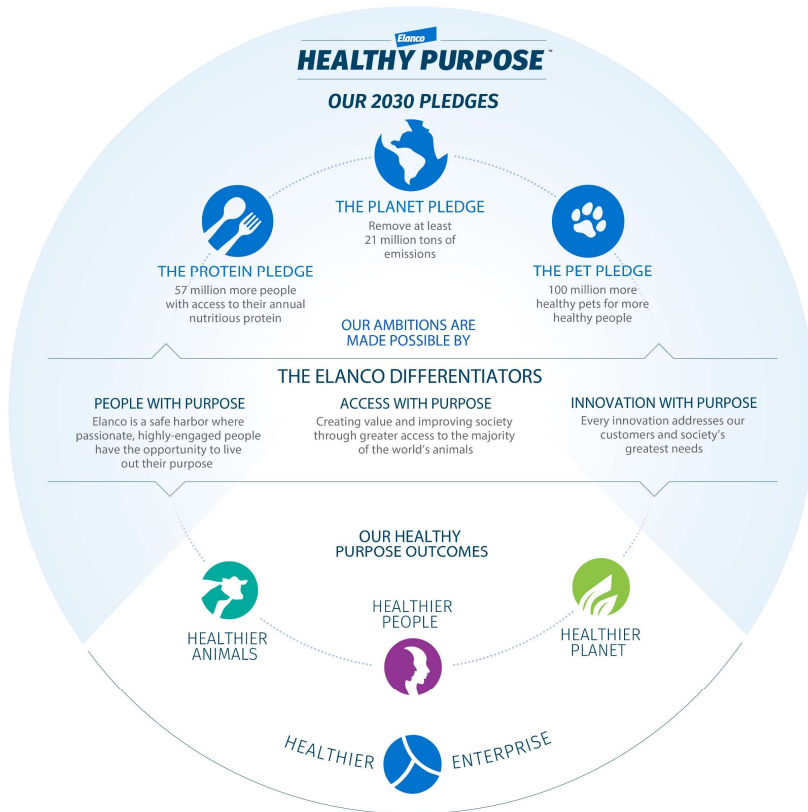 Elanco
HEALTHY PURPOSE™
OUR 2030 PLEDGES
THE PLANET PLEDGE
Remove at least
21 million tons of
emissions
THE PROTEIN PLEDGE
57 million more people
with access to their annual
nutritious protein
THE PET PLEDGE
100 million more
healthy pets for more
healthy people
OUR AMBITIONS ARE
MADE POSSIBLE BY
THE ELANCO DIFFERENTIATORS
PEOPLE WITH PURPOSE
Elanco is a safe harbor where
passionate, highly-engaged people
have the opportunity to live
out their purpose
ACCESS WITH PURPOSE
Creating value and improving society
through greater access to the majority
of the world's animals
INNOVATION WITH PURPOSE
Every innovation addresses our
customers and society's
greatest needs
OUR HEALTHY
PURPOSE OUTCOMES
HEALTHIER
ANIMALS
HEALTHIER
PEOPLE
HEALTHIER
PLANET
HEALTHIER ENTERPRISE